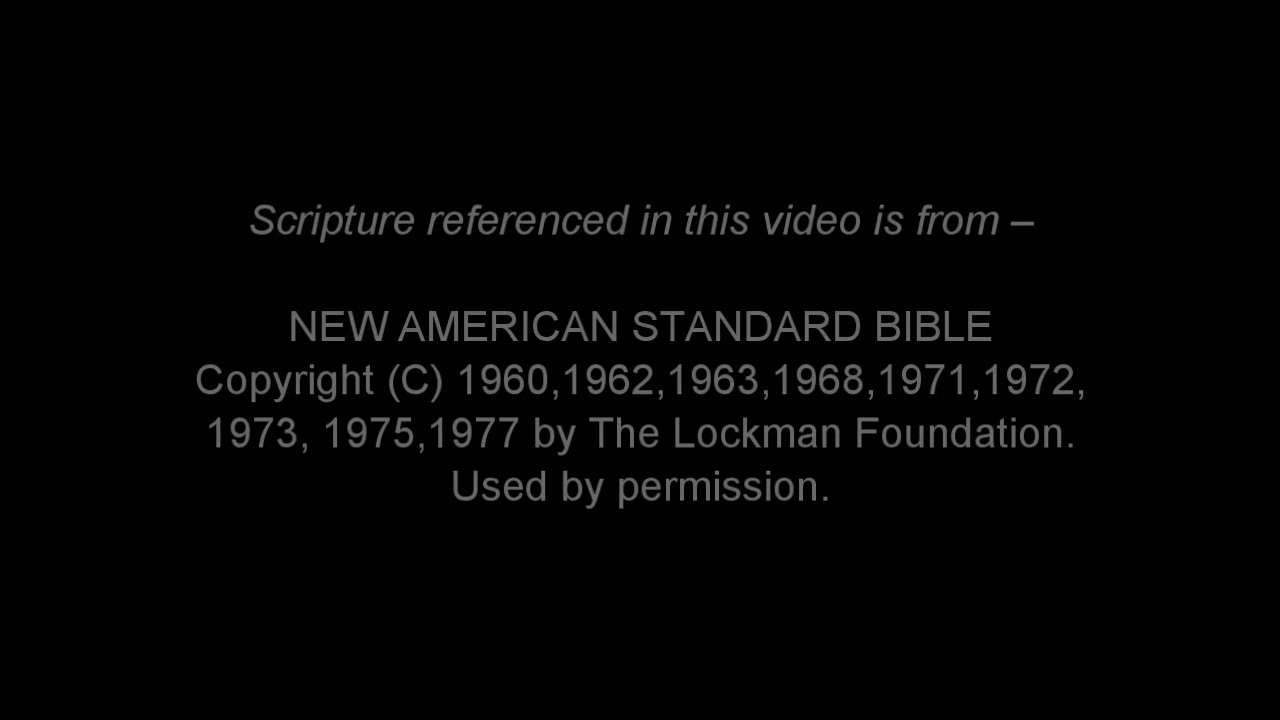 Scripture referenced in this video is from –
NEW AMERICAN STANDARD BIBLE
Copyright (C) 1960,1962,1963,1968,1971,1972,
1973, 1975,1977 by The Lockman Foundation.
Used by permission.